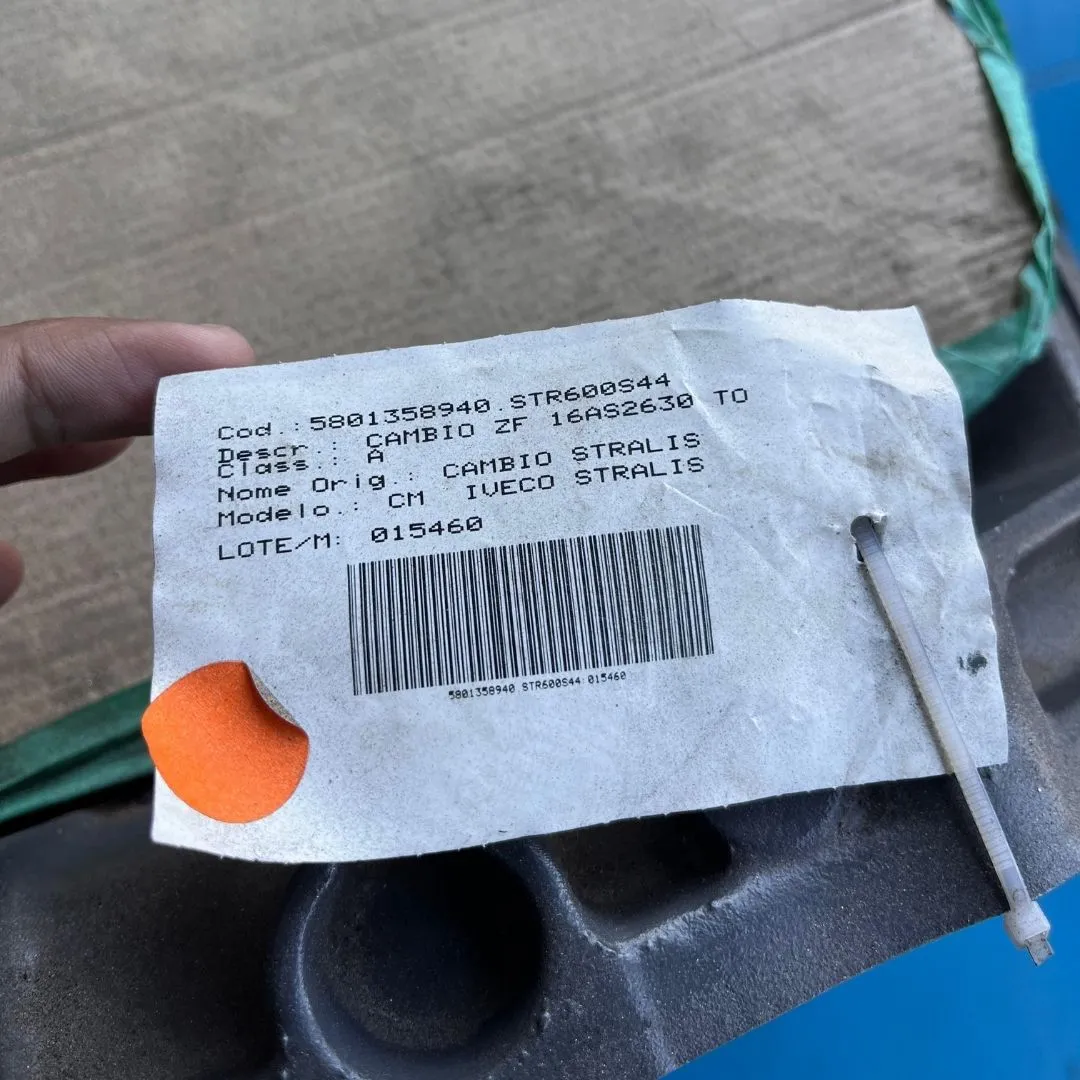 Cod.:5801358940.STR600S44
Descr.: CAMBIO ZF 16AS2630 TO
Class.: A
Nome Orig.: CAMBIO STRALIS
Modelo.: CM IVECO STRALIS
LOTE/M: 015460
5801358940.STR600S44:015460